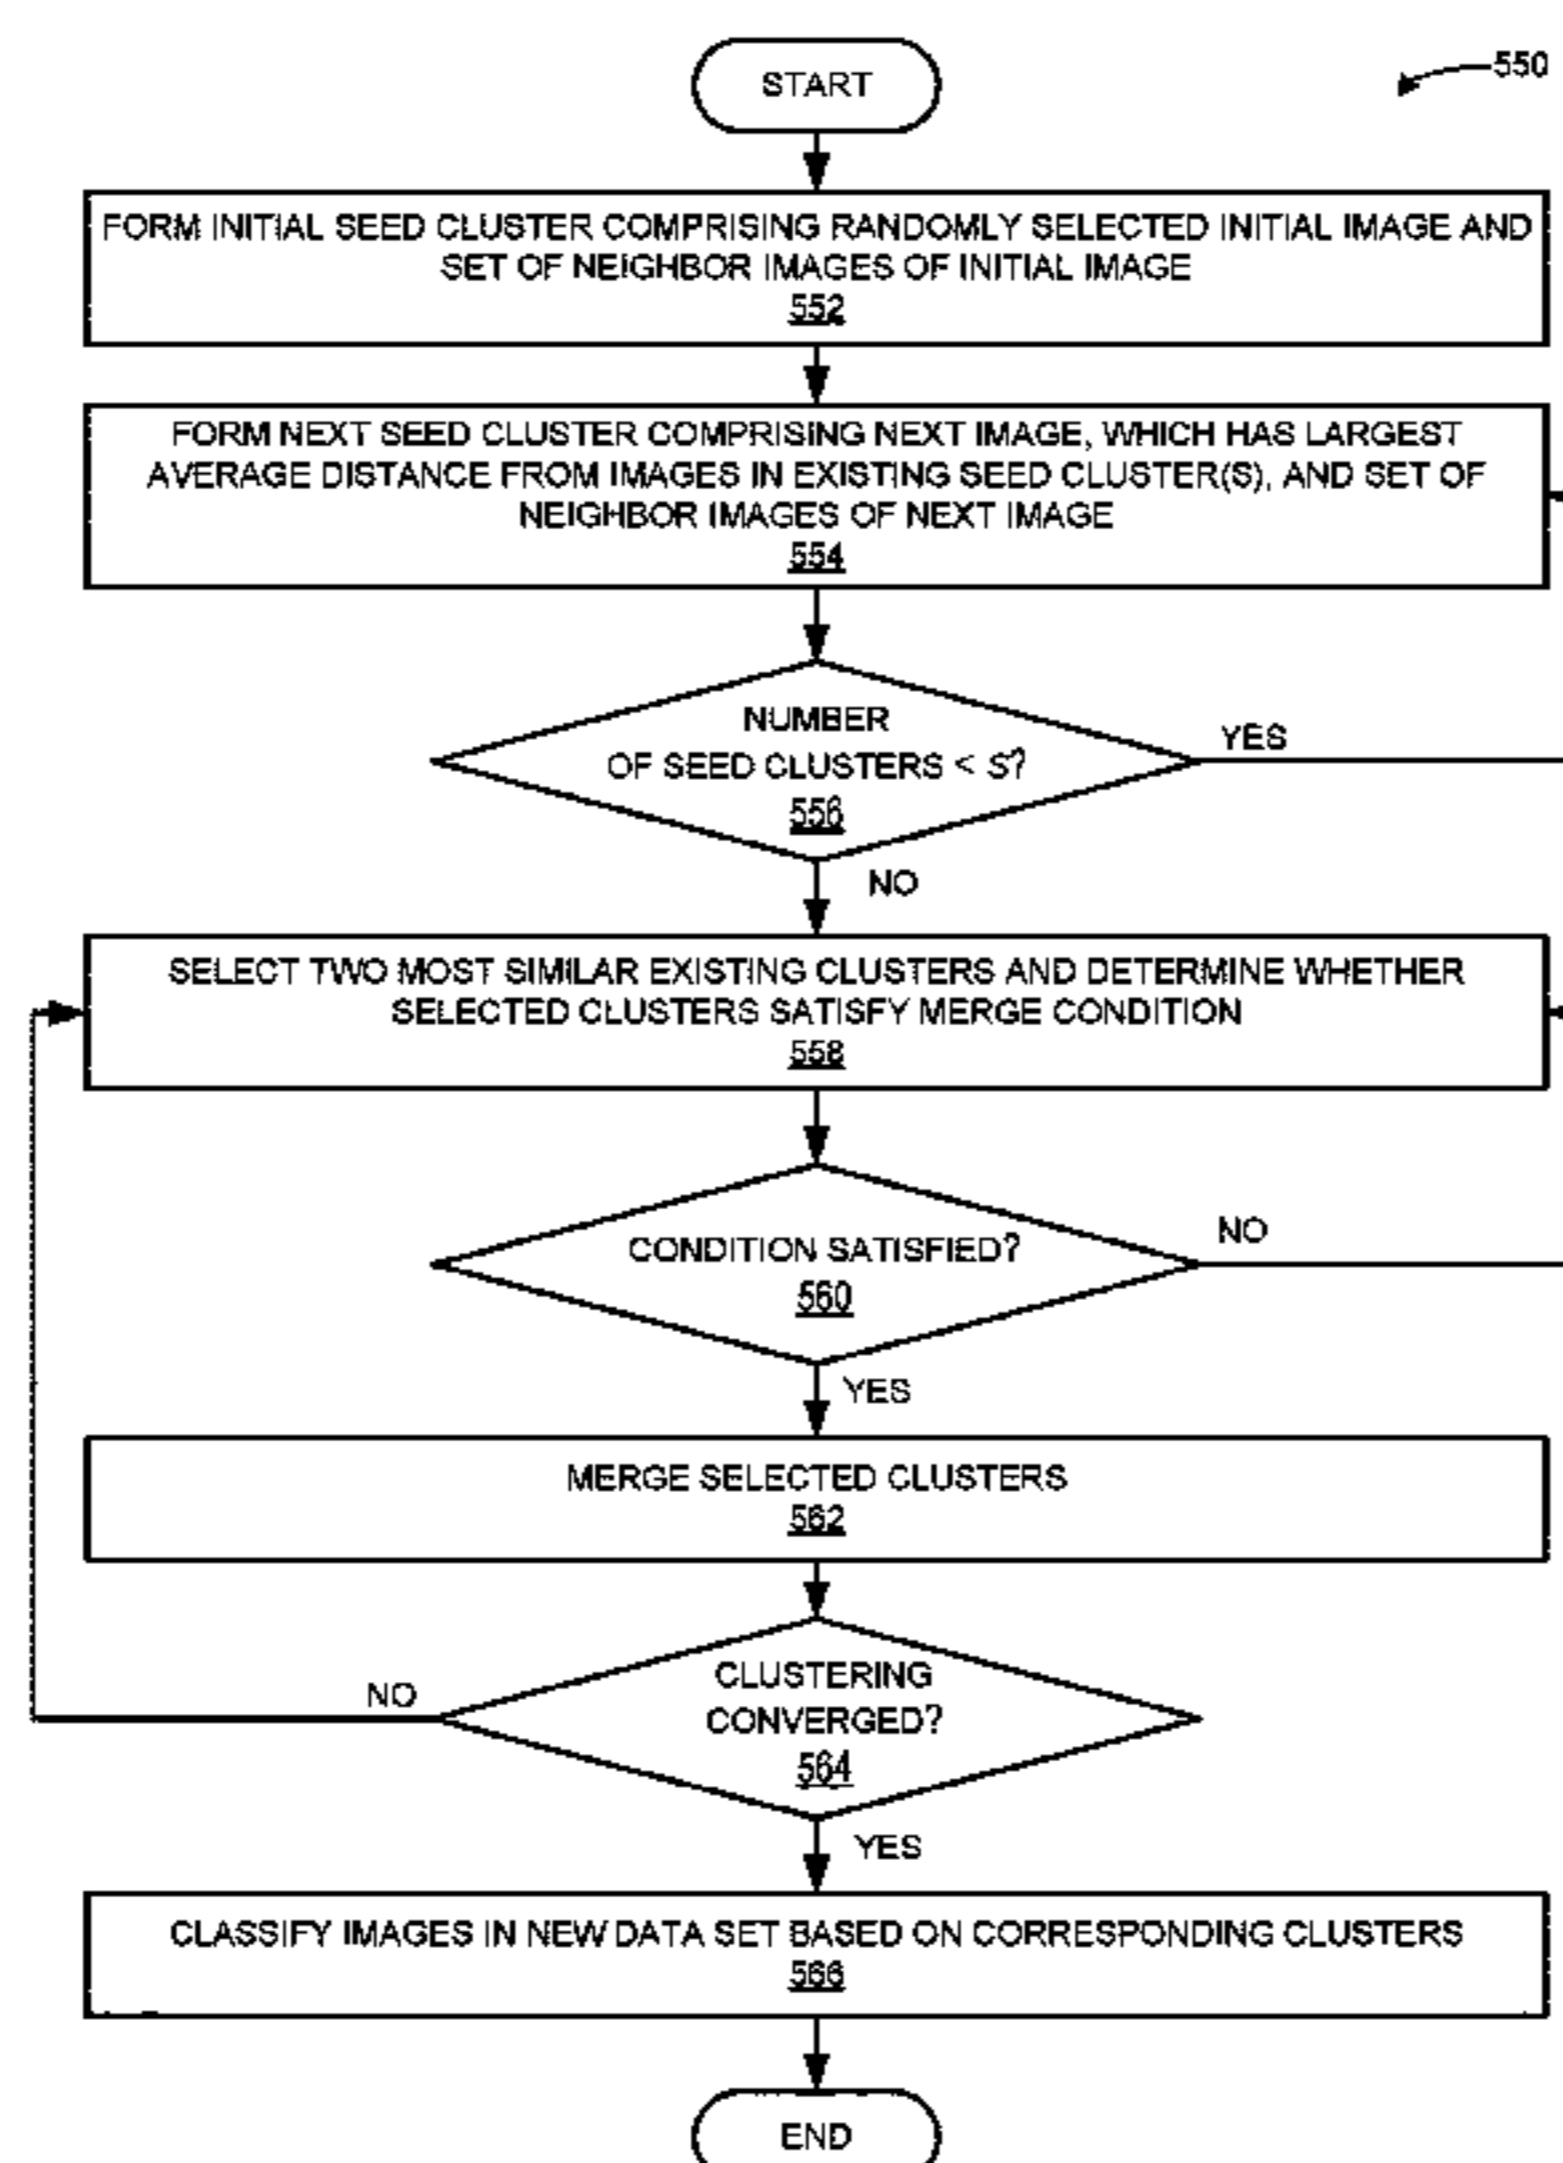 START
550
FORM INITIAL SEED CLUSTER COMPRISING RANDOMLY SELECTED INITIAL IMAGE AND
SET OF NEIGHBOR IMAGES OF INITIAL IMAGE
552
FORM NEXT SEED CLUSTER COMPRISING NEXT IMAGE, WHICH HAS LARGEST
AVERAGE DISTANCE FROM IMAGES IN EXISTING SEED CLUSTER(S), AND SET OF
NEIGHBOR IMAGES OF NEXT IMAGE
554
NUMBER
OF SEED CLUSTERS < S?
556
YES
NO
SELECT TWO MOST SIMILAR EXISTING CLUSTERS AND DETERMINE WHETHER
SELECTED CLUSTERS SATISFY MERGE CONDITION
558
CONDITION SATISFIED?
560
NO
YES
MERGE SELECTED CLUSTERS
562
CLUSTERING
CONVERGED?
564
NO
YES
CLASSIFY IMAGES IN NEW DATA SET BASED ON CORRESPONDING CLUSTERS
566
END